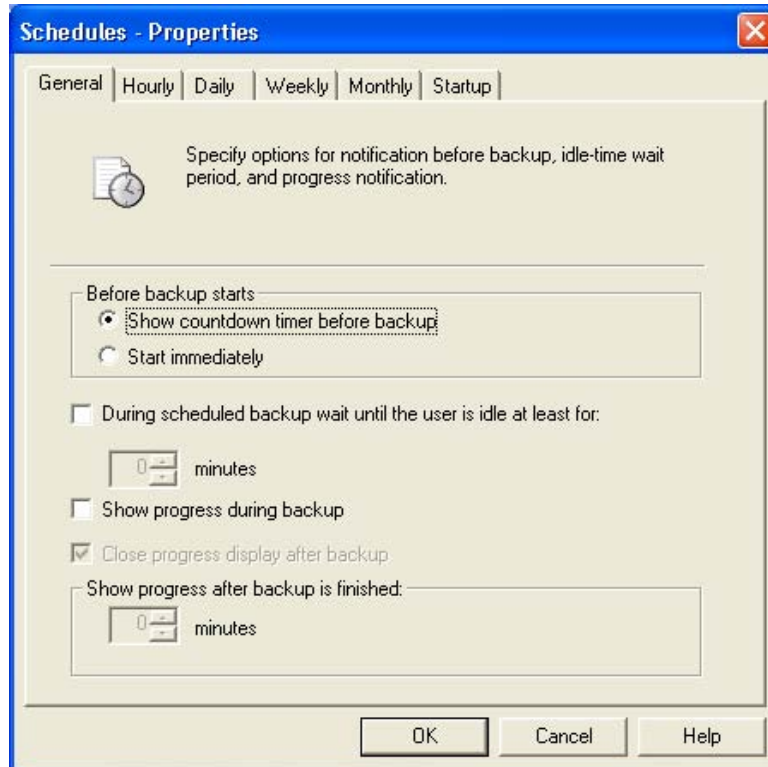 Schedules - Properties
General Hourly Daily Weekly Monthly Startup
Specify options for notification before backup, idle-time wait
period, and progress notification.
Before backup starts
Show countdown timer before backup
Start immediately
During scheduled backup wait until the user is idle at least for:
0 minutes
Show progress during backup
Close progress display after backup
Show progress after backup is finished:
0 minutes
OK Cancel Help